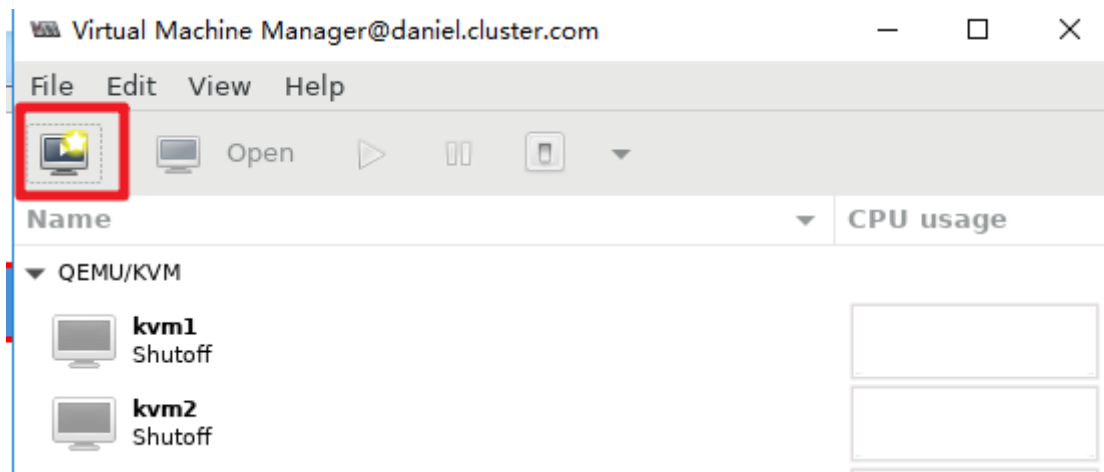 Virtual Machine Manager@daniel.cluster.com
File Edit View Help
Open
Name CPU usage
QEMU/KVM
kvm1
Shutoff
kvm2
Shutoff